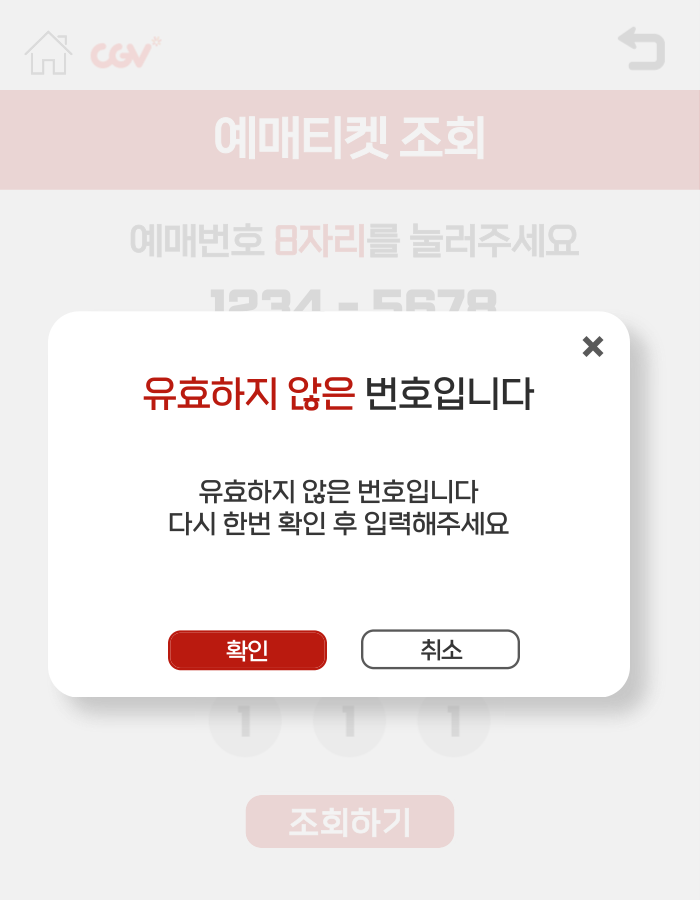 CGV
예매티켓 조회
예매번호 8자리를 눌러주세요
1234 - 5678
유효하지 않은 번호입니다
유효하지 않은 번호입니다
다시 한번 확인 후 입력해주세요
확인 취소
1 1 1
조회하기